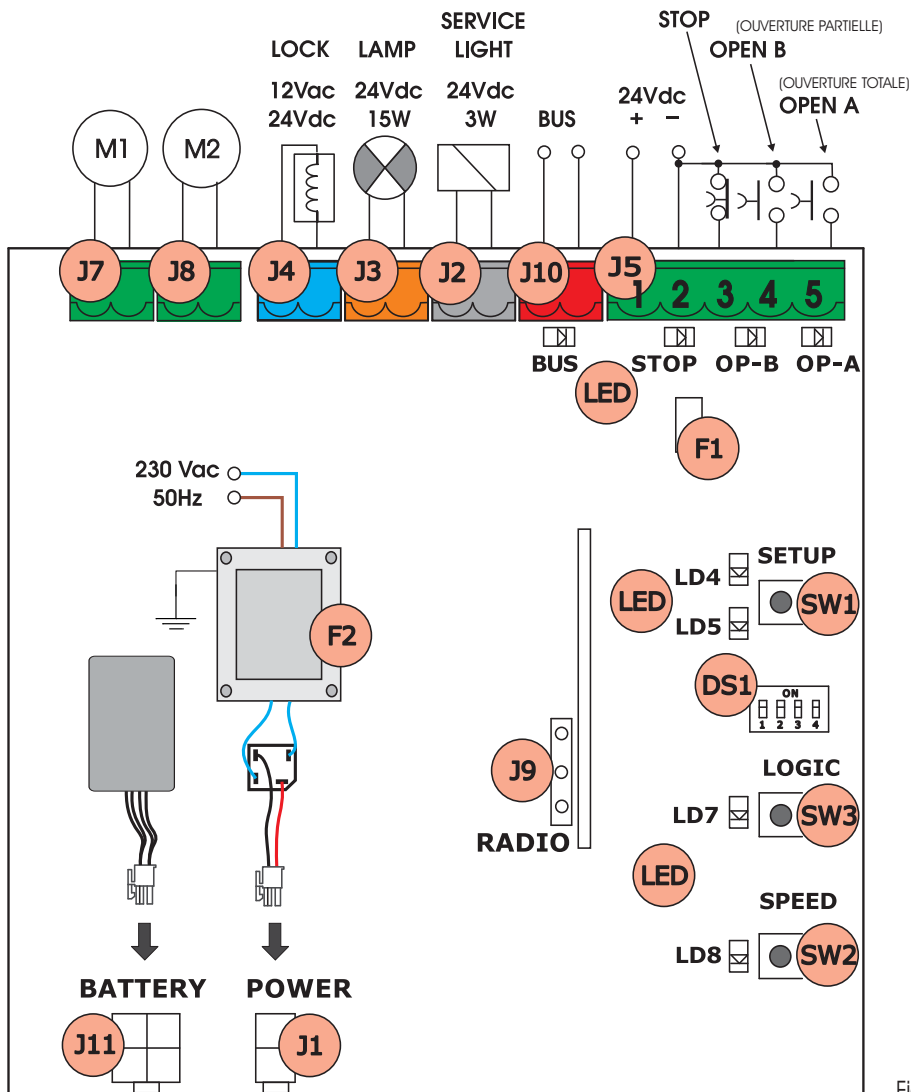 SERVICE
LIGHT
LOCK
LAMP
STOP
(OUVERTURE PARTIELLE)
OPEN B
(OUVERTURE TOTALE)
OPEN A
12Vac
24Vdc
24Vdc
15W
24Vdc
3W
BUS
24Vdc
+ −
M1
M2
J7
J8
J4
J3
J2
J10
J5
1 2 3 4 5
BUS
STOP
OP-B
OP-A
LED
F1
230 Vac
50Hz
F2
SETUP
LD4
LED
SW1
LD5
DS1
ON
1 2 3 4
J9
RADIO
LOGIC
LD7
SW3
LED
SPEED
LD8
SW2
BATTERY
POWER
J11
J1
Fi